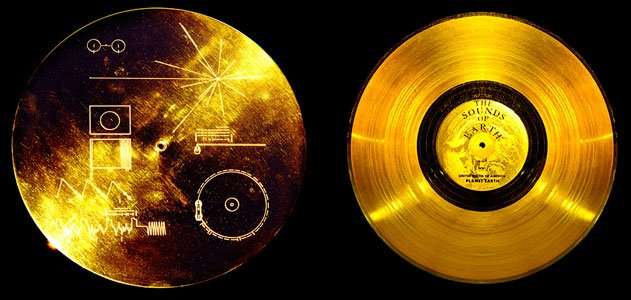 THE
SOUNDS
OF
EARTH
UNITED STATES OF AMERICA
PLANET EARTH